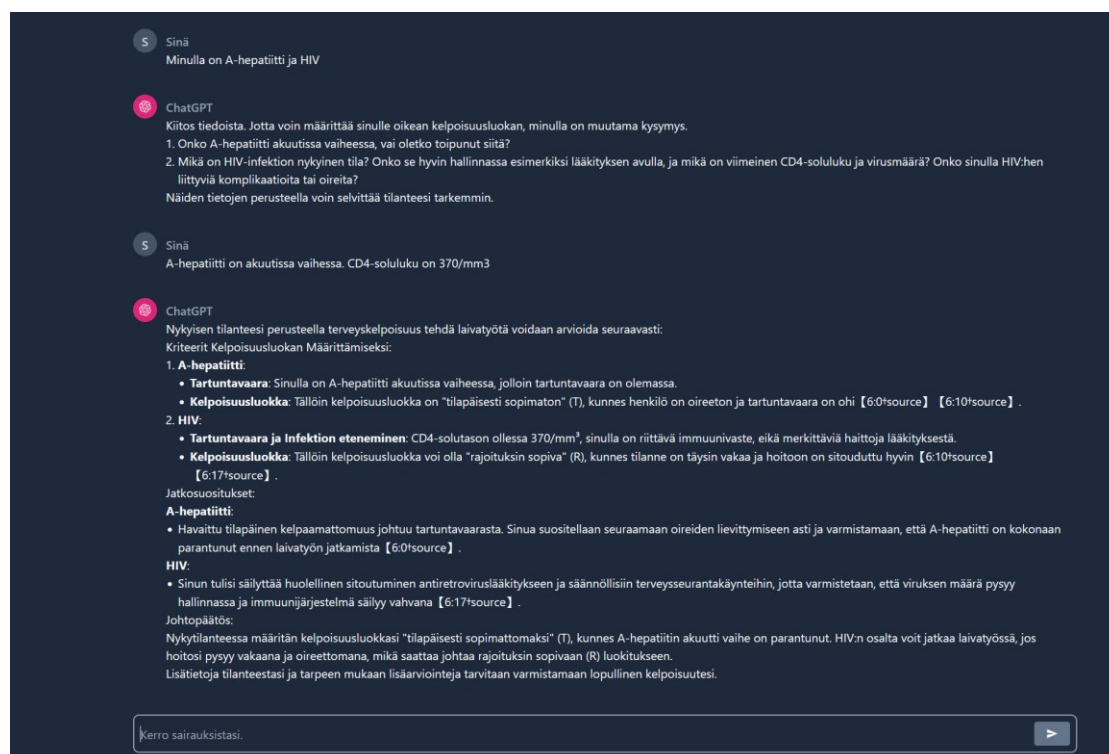 S Sinä
Minulla on A-hepatiitti ja HIV
ChatGPT
Kiitos tiedoista. Jotta voin määrittää sinulle oikean kelpoisuusluokan, minulla on muutama kysymys.
1. Onko A-hepatiitti akuutissa vaiheessa, vai oletko toipunut siitä?
2. Mikä on HIV-infektion nykyinen tila? Onko se hyvin hallinnassa esimerkiksi lääkityksen avulla, ja mikä on viimeinen CD4-soluluku ja virusmäärä? Onko sinulla HIV:hen
liittyviä komplikaatioita tai oireita?
Näiden tietojen perusteella voin selvittää tilanteesi tarkemmin.
S Sinä
A-hepatiitti on akuutissa vaihessa. CD4-soluluku on 370/mm3
ChatGPT
Nykyisen tilanteesi perusteella terveyskelpoisuus tehdä laivatyötä voidaan arvioida seuraavasti:
Kriteerit Kelpoisuusluokan Määrittämiseksi:
1. A-hepatiitti:
• Tartuntavaara: Sinulla on A-hepatiitti akuutissa vaiheessa, jolloin tartuntavaara on olemassa.
• Kelpoisuusluokka: Tällöin kelpoisuusluokka on "tilapäisesti sopimaton" (T), kunnes henkilö on oireeton ja tartuntavaara on ohi【6:0†source】【6:10†source】.
2. HIV:
• Tartuntavaara ja Infektion eteneminen: CD4-solutason ollessa 370/mm³, sinulla on riittävä immuunivaste, eikä merkittäviä haittoja lääkityksestä.
• Kelpoisuusluokka: Tällöin kelpoisuusluokka voi olla "rajoituksin sopiva" (R), kunnes tilanne on täysin vakaa ja hoitoon on sitouduttu hyvin【6:10†source】
【6:17†source】.
Jatkosuositukset:
A-hepatiitti:
• Havaittu tilapäinen kelpaamattomuus johtuu tartuntavaarasta. Sinua suositellaan seuraamaan oireiden lievittymiseen asti ja varmistamaan, että A-hepatiitti on kokonaan
parantunut ennen laivatyön jatkamista【6:0†source】.
HIV:
• Sinun tulisi säilyttää huolellinen sitoutuminen antiretroviruslääkitykseen ja säännöllisiin terveysseurantakäynteihin, jotta varmistetaan, että viruksen määrä pysyy
hallinnassa ja immuunijärjestelmä säilyy vahvana【6:17†source】.
Johtopäätös:
Nykytilanteessa määritän kelpoisuusluokkasi "tilapäisesti sopimattomaksi" (T), kunnes A-hepatiitin akuutti vaihe on parantunut. HIV:n osalta voit jatkaa laivatyössä, jos
hoitosi pysyy vakaana ja oireettomana, mikä saattaa johtaa rajoituksin sopivaan (R) luokitukseen.
Lisätietoja tilanteestasi ja tarpeen mukaan lisäarviointeja tarvitaan varmistamaan lopullinen kelpoisuutesi.
Kerro sairauksistasi.